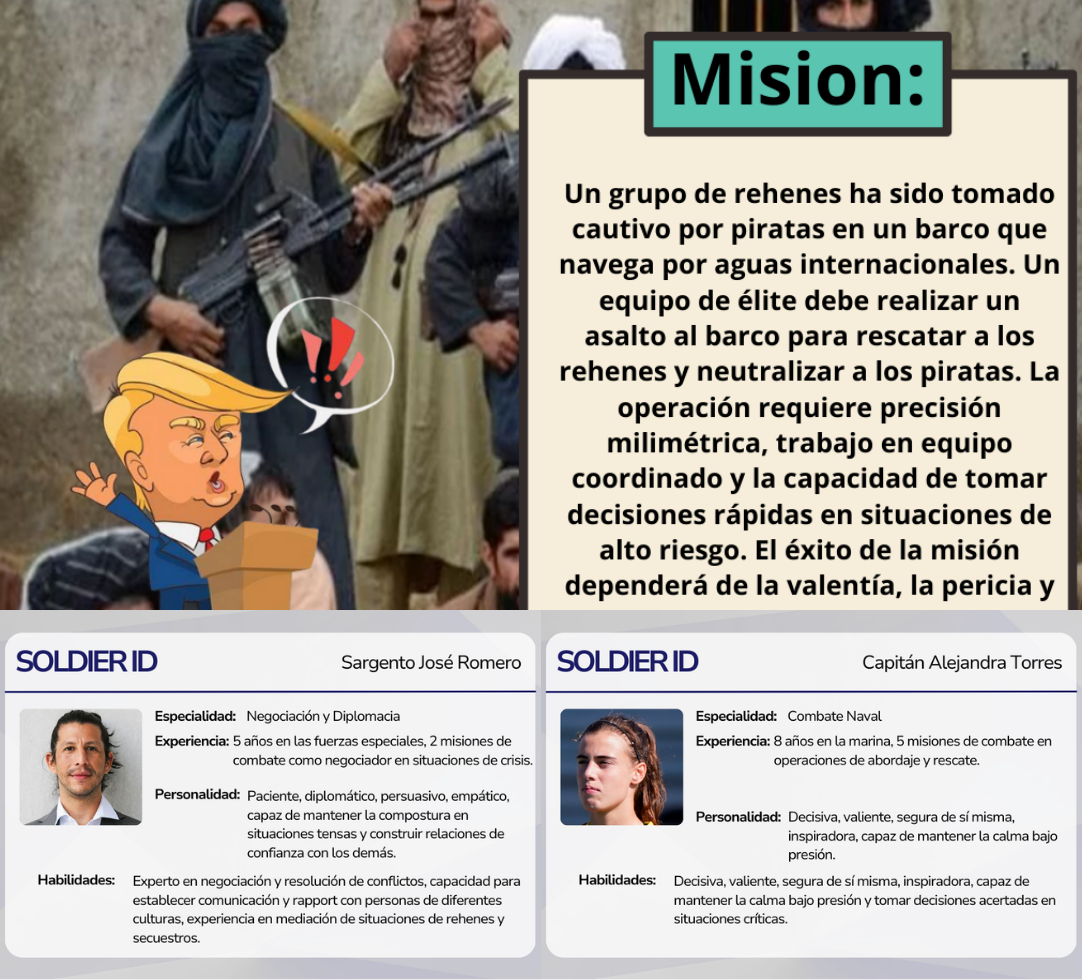 Mision:
Un grupo de rehenes ha sido tomado
cautivo por piratas en un barco que
navega por aguas internacionales. Un
equipo de élite debe realizar un
asalto al barco para rescatar a los
rehenes y neutralizar a los piratas. La
operación requiere precisión
milimétrica, trabajo en equipo
coordinado y la capacidad de tomar
decisiones rápidas en situaciones de
alto riesgo. El éxito de la misión
dependerá de la valentía, la pericia y
!!!
SOLDIER ID
Sargento José Romero
Especialidad: Negociación y Diplomacia
Experiencia: 5 años en las fuerzas especiales, 2 misiones de
combate como negociador en situaciones de crisis.
Personalidad: Paciente, diplomático, persuasivo, empático,
capaz de mantener la compostura en
situaciones tensas y construir relaciones de
confianza con los demás.
Habilidades: Experto en negociación y resolución de conflictos, capacidad para
establecer comunicación y rapport con personas de diferentes
culturas, experiencia en mediación de situaciones de rehenes y
secuestros.
SOLDIER ID
Capitán Alejandra Torres
Especialidad: Combate Naval
Experiencia: 8 años en la marina, 5 misiones de combate en
operaciones de abordaje y rescate.
Personalidad: Decisiva, valiente, segura de sí misma,
inspiradora, capaz de mantener la calma bajo
presión.
Habilidades: Decisiva, valiente, segura de sí misma, inspiradora, capaz de
mantener la calma bajo presión y tomar decisiones acertadas en
situaciones críticas.